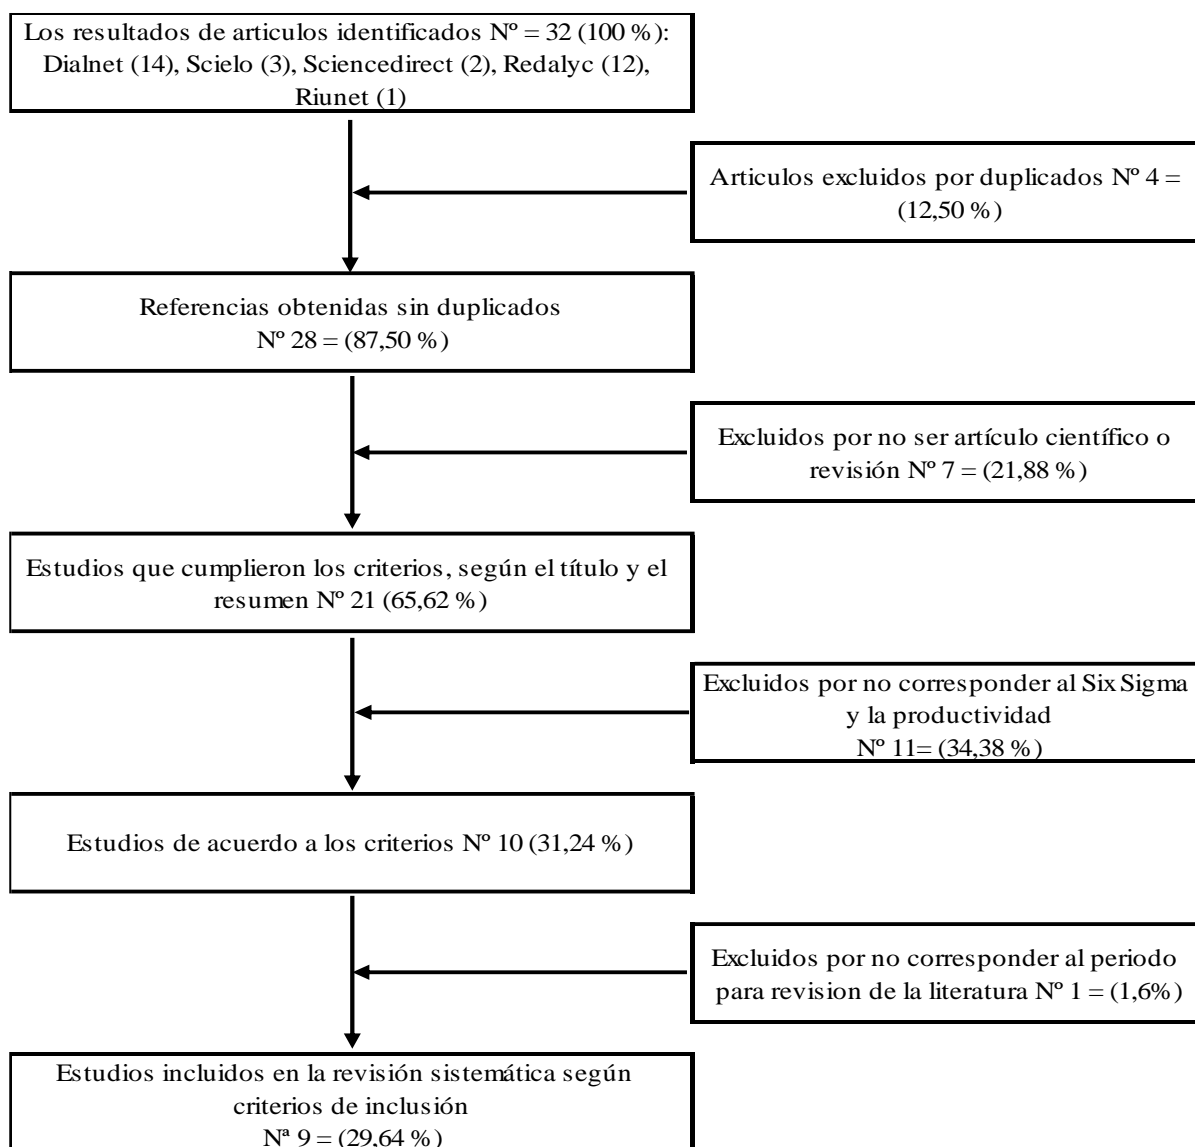 Los resultados de articulos identificados Nº = 32 (100 %):
Dialnet (14), Scielo (3), Sciencedirect (2), Redalyc (12),
Riunet (1)
Articulos excluidos por duplicados Nº 4 =
(12,50 %)
Referencias obtenidas sin duplicados
Nº 28 = (87,50 %)
Excluidos por no ser artículo científico o
revisión Nº 7 = (21,88 %)
Estudios que cumplieron los criterios, según el título y el
resumen Nº 21 (65,62 %)
Excluidos por no corresponder al Six Sigma
y la productividad
Nº 11= (34,38 %)
Estudios de acuerdo a los criterios Nº 10 (31,24 %)
Excluidos por no corresponder al periodo
para revision de la literatura Nº 1 = (1,6%)
Estudios incluidos en la revisión sistemática según
criterios de inclusión
Nª 9 = (29,64 %)